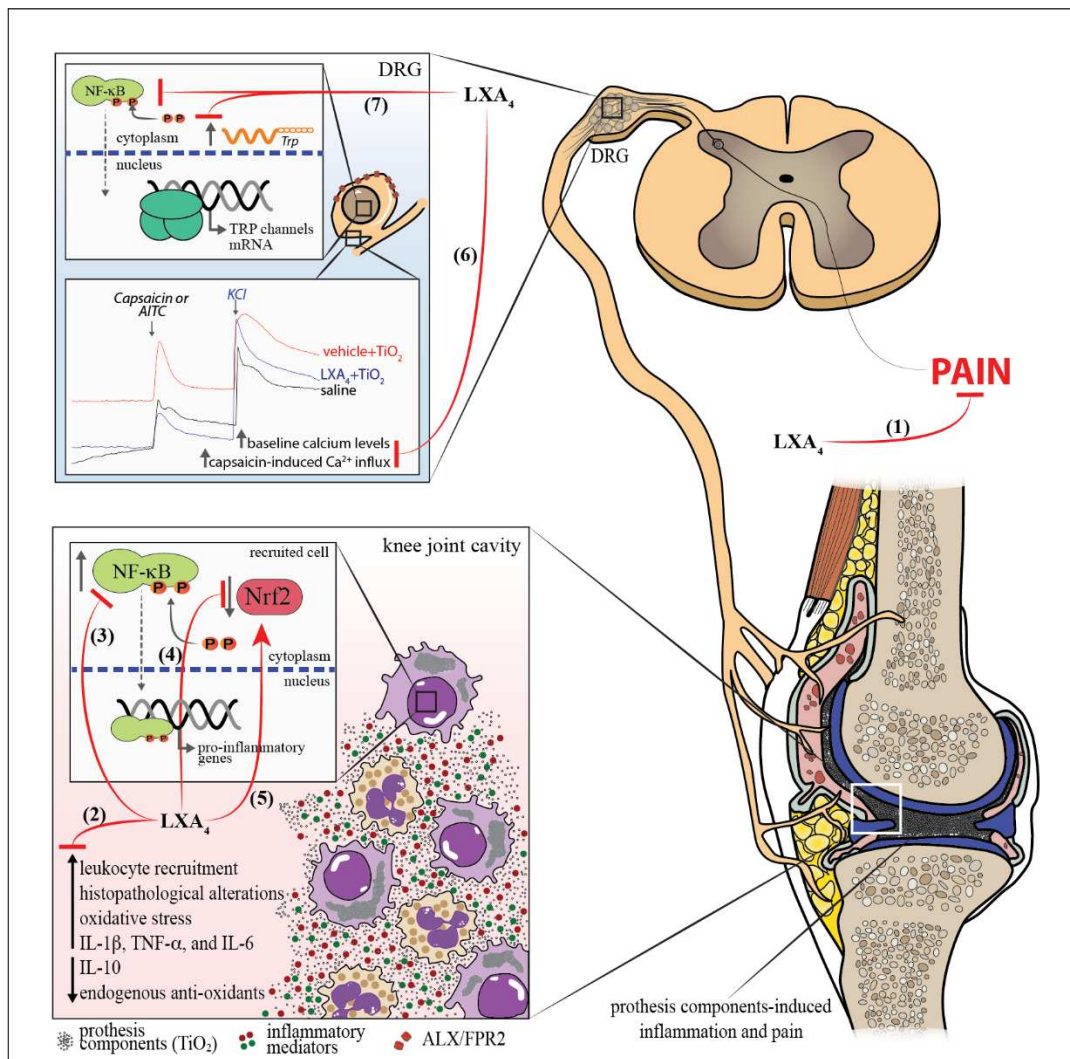 DRG
NF-κB
P P
P P
(7)
LXA4
cytoplasm
nucleus
Trp
TRP channels
mRNA
DRG
(6)
Capsaicin or
AITC
KCl
vehicle+TiO2
LXA4+TiO2
saline
baseline calcium levels
capsaicin-induced Ca2+ influx
PAIN
(1)
LXA4
knee joint cavity
recruited cell
NF-κB
P P
Nrf2
(3)
(4)
P P
cytoplasm
nucleus
pro-inflammatory
genes
(5)
(2)
LXA4
leukocyte recruitment
histopathological alterations
oxidative stress
IL-1β, TNF-α, and IL-6
IL-10
endogenous anti-oxidants
prothesis components-induced
inflammation and pain
prothesis
components (TiO2)
inflammatory
mediators
ALX/FPR2